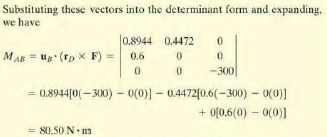 Substituting these vectors into the determinant form and expanding, we have
|0.8944 0.4472 0|
M_AB = u_B · (r_D × F) = |0.6 0 0|
|0 0 −300|
= 0.8944[0(−300) − 0(0)] − 0.4472[0.6(−300) − 0(0)]
+ 0[0.6(0) − 0(0)]
= 80.50 N·m